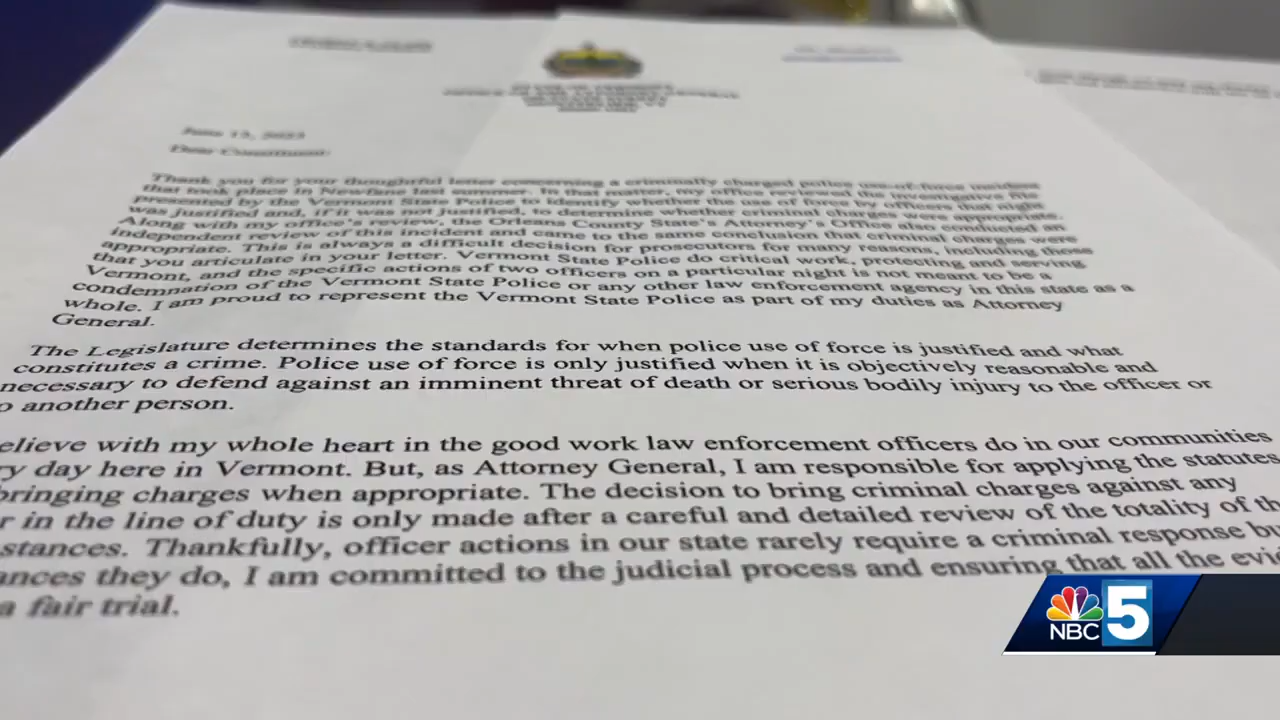 June 13, 2023
Dear Constituent:
Thank you for your thoughtful letter concerning a criminally charged police use-of-force incident
that took place in Newfane last summer. In that matter, my office reviewed the investigative file
presented by the Vermont State Police to identify whether the use of force by officers that night
was justified and, if it was not justified, to determine whether criminal charges were appropriate.
Along with my office's review, the Orleans County State's Attorney's Office also conducted an
independent review of this incident and came to the same conclusion that criminal charges were
appropriate. This is always a difficult decision for prosecutors for many reasons, including those
that you articulate in your letter. Vermont State Police do critical work, protecting and serving
Vermont, and the specific actions of two officers on a particular night is not meant to be a
condemnation of the Vermont State Police or any other law enforcement agency in this state as a
whole. I am proud to represent the Vermont State Police as part of my duties as Attorney
General.
The Legislature determines the standards for when police use of force is justified and what
constitutes a crime. Police use of force is only justified when it is objectively reasonable and
necessary to defend against an imminent threat of death or serious bodily injury to the officer or
o another person.
elieve with my whole heart in the good work law enforcement officers do in our communities
ry day here in Vermont. But, as Attorney General, I am responsible for applying the statutes
bringing charges when appropriate. The decision to bring criminal charges against any
r in the line of duty is only made after a careful and detailed review of the totality of th
stances. Thankfully, officer actions in our state rarely require a criminal response bu
ances they do, I am committed to the judicial process and ensuring that all the evid
a fair trial.
NBC 5